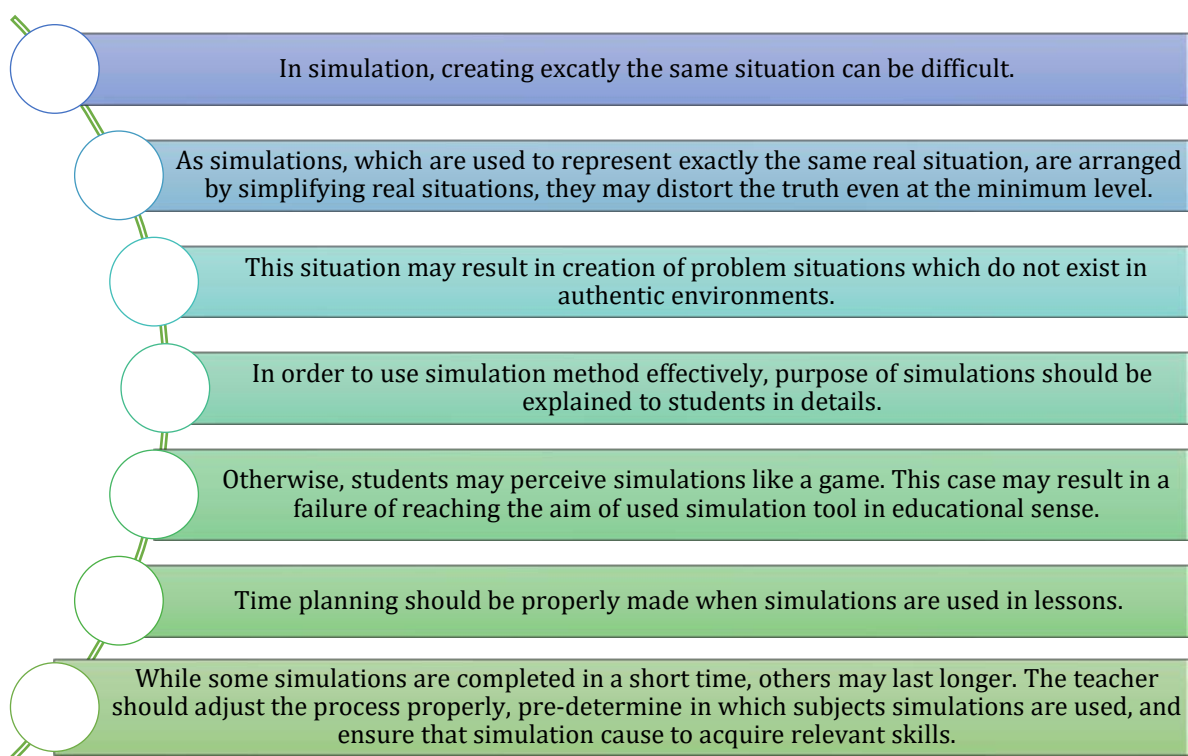 In simulation, creating excatly the same situation can be difficult.
As simulations, which are used to represent exactly the same real situation, are arranged
by simplifying real situations, they may distort the truth even at the minimum level.
This situation may result in creation of problem situations which do not exist in
authentic environments.
In order to use simulation method effectively, purpose of simulations should be
explained to students in details.
Otherwise, students may perceive simulations like a game. This case may result in a
failure of reaching the aim of used simulation tool in educational sense.
Time planning should be properly made when simulations are used in lessons.
While some simulations are completed in a short time, others may last longer. The teacher
should adjust the process properly, pre-determine in which subjects simulations are used, and
ensure that simulation cause to acquire relevant skills.